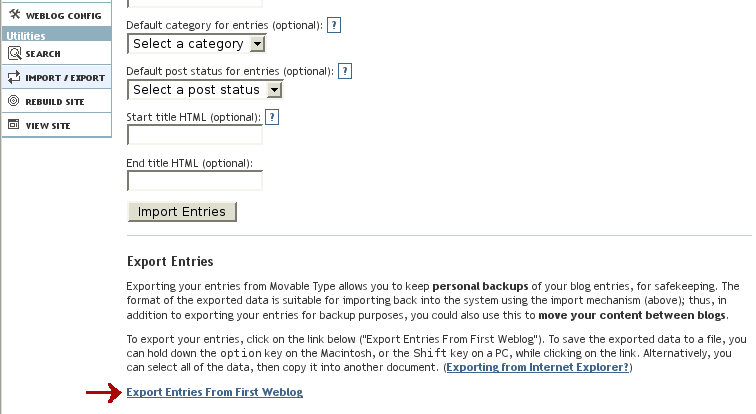 WEBLOG CONFIG
Utilities
SEARCH
IMPORT / EXPORT
REBUILD SITE
VIEW SITE
Default category for entries (optional): ?
Select a category
Default post status for entries (optional): ?
Select a post status
Start title HTML (optional): ?
End title HTML (optional):
Import Entries
Export Entries
Exporting your entries from Movable Type allows you to keep personal backups of your blog entries, for safekeeping. The
format of the exported data is suitable for importing back into the system using the import mechanism (above); thus, in
addition to exporting your entries for backup purposes, you could also use this to move your content between blogs.
To export your entries, click on the link below ("Export Entries From First Weblog"). To save the exported data to a file, you
can hold down the option key on the Macintosh, or the Shift key on a PC, while clicking on the link. Alternatively, you
can select all of the data, then copy it into another document. (Exporting from Internet Explorer?)
Export Entries From First Weblog